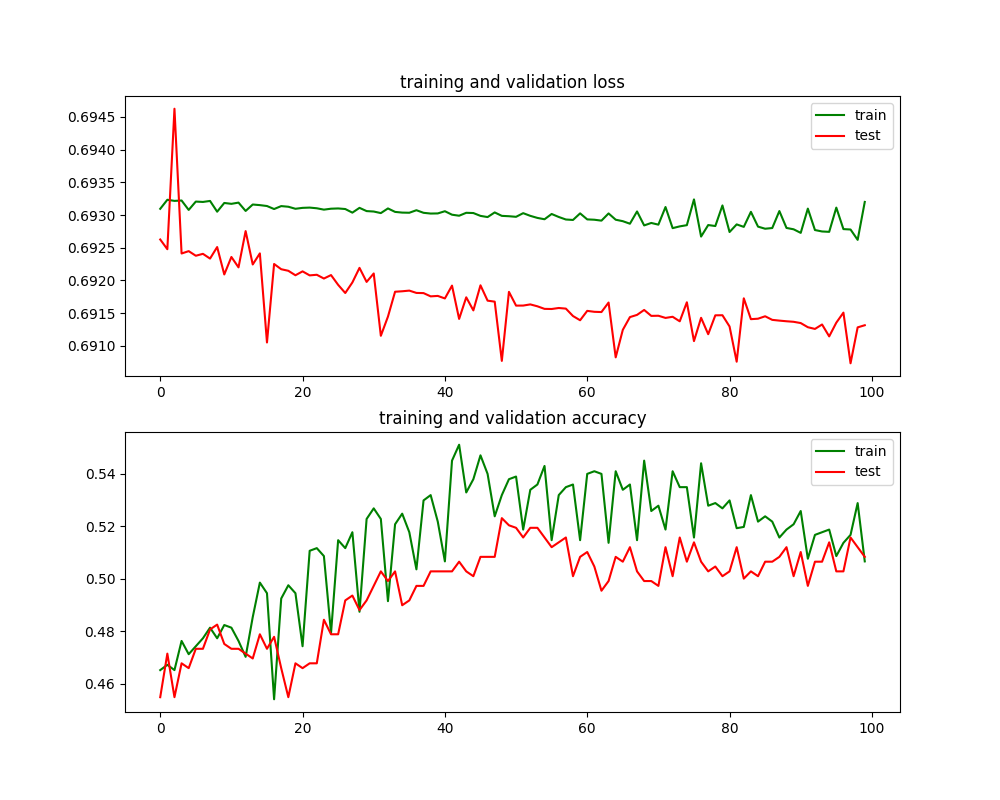 training and validation loss
0.6945
0.6940
0.6935
0.6930
0.6925
0.6920
0.6915
0.6910
train
test
0 20 40 60 80 100
training and validation accuracy
0.54
0.52
0.50
0.48
0.46
train
test
0 20 40 60 80 100